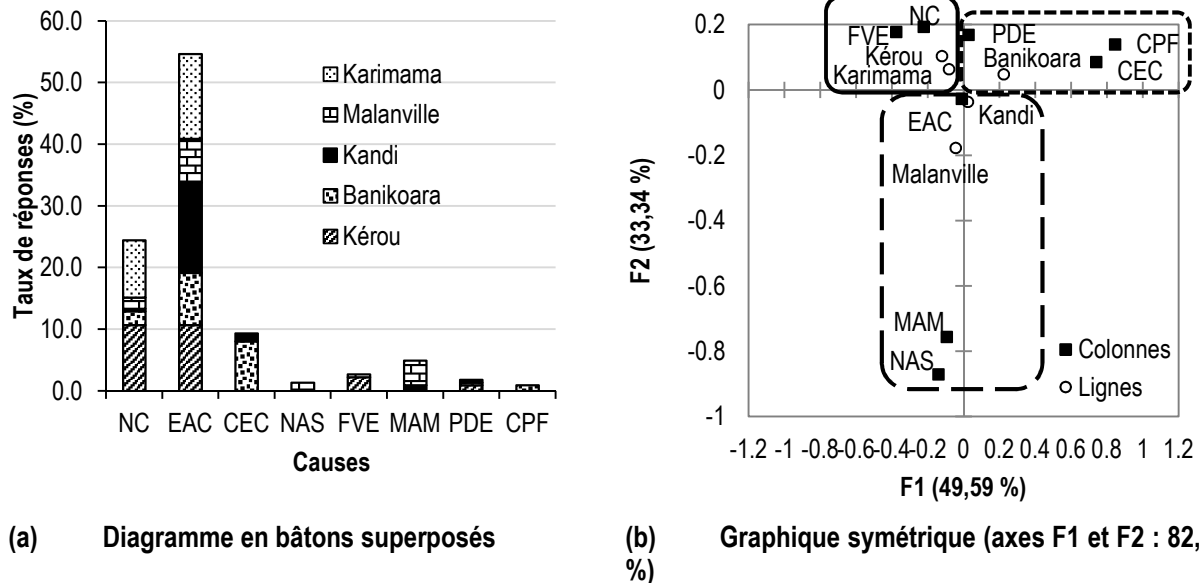 60.0
50.0
40.0
30.0
20.0
10.0
0.0
Taux de réponses (%)
Karimama
Malanville
Kandi
Banikoara
Kérou
NC EAC CEC NAS FVE MAM PDE CPF
Causes
(a) Diagramme en bâtons superposés
0.2
0
-0.2
-0.4
-0.6
-0.8
-1
F2 (33,34 %)
NC
FVE
Kérou
Karimama
PDE
Banikoara
CPF
CEC
EAC
Kandi
Malanville
MAM
NAS
Colonnes
Lignes
-1.2 -1 -0.8-0.6-0.4-0.2 0 0.2 0.4 0.6 0.8 1 1.2
F1 (49,59 %)
(b) Graphique symétrique (axes F1 et F2 : 82,
%)